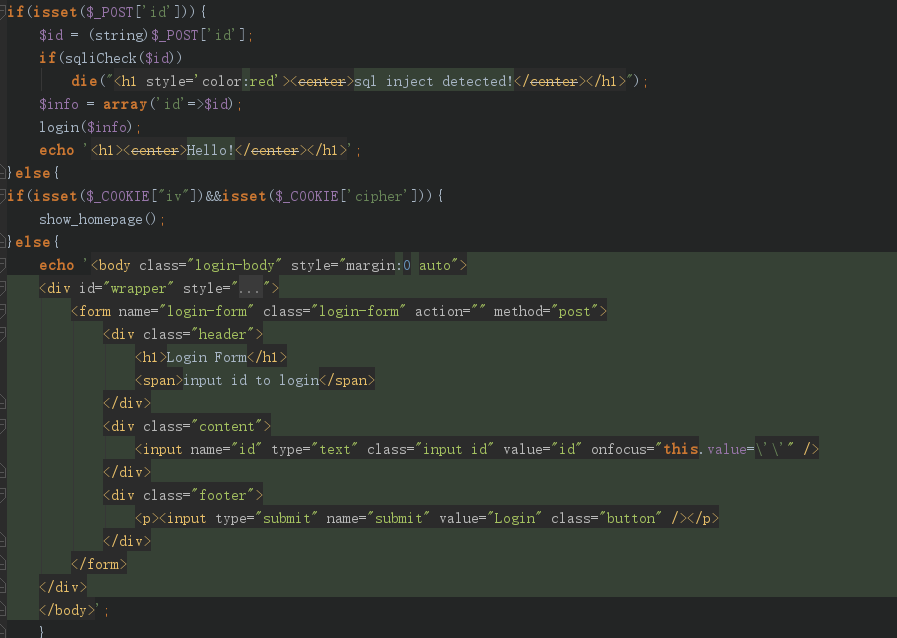 if(isset($_POST['id'])){
    $id = (string)$_POST['id'];
    if(sqliCheck($id))
        die("<h1 style='color:red'><center>sql inject detected!</center></h1>");
    $info = array('id'=>$id);
    login($info);
    echo '<h1><center>Hello!</center></h1>';
}else{
if(isset($_COOKIE["iv"])&&isset($_COOKIE['cipher'])){
    show_homepage();
}else{
    echo '<body class="login-body" style="margin:0 auto">
    <div id="wrapper" style="...">
        <form name="login-form" class="login-form" action="" method="post">
            <div class="header">
                <h1>Login Form</h1>
                <span>input id to login</span>
            </div>
            <div class="content">
                <input name="id" type="text" class="input id" value="id" onfocus="this.value=\'\'" />
            </div>
            <div class="footer">
                <p><input type="submit" name="submit" value="Login" class="button" /></p>
            </div>
        </form>
    </div>
    </body>';
    }